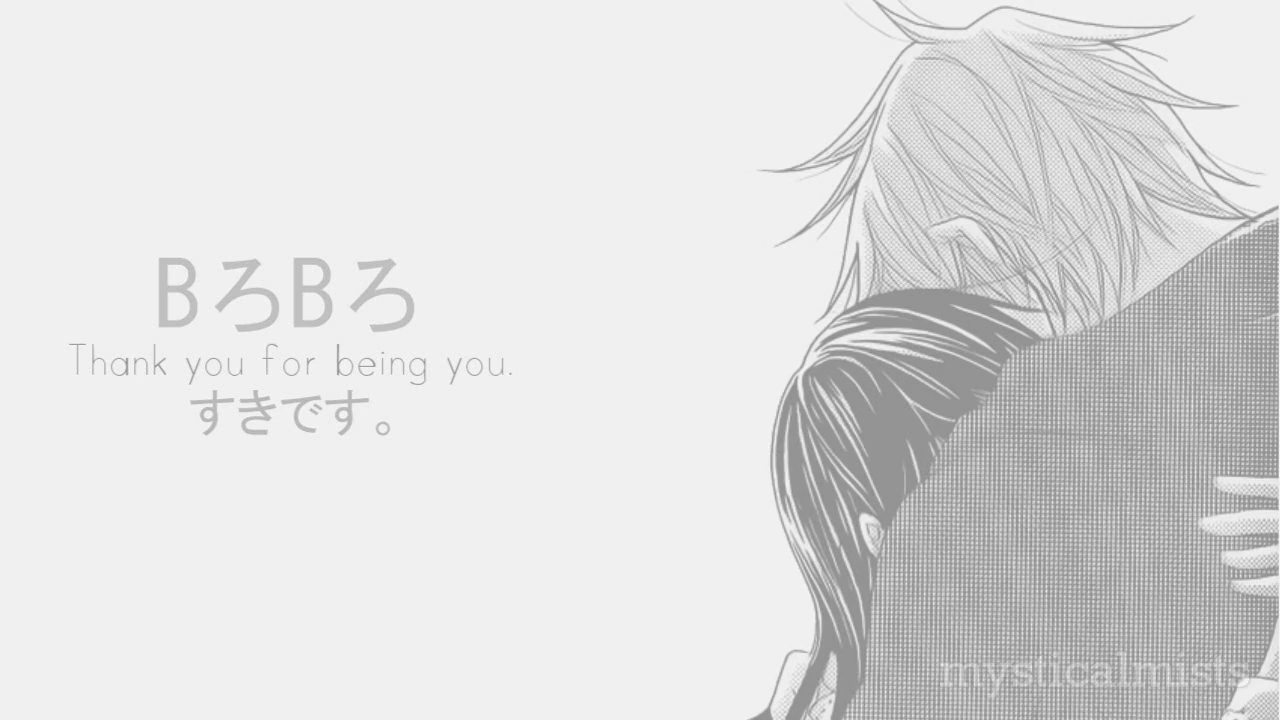 BろBろ
Thank you for being you.
すきです。
mysticalmists